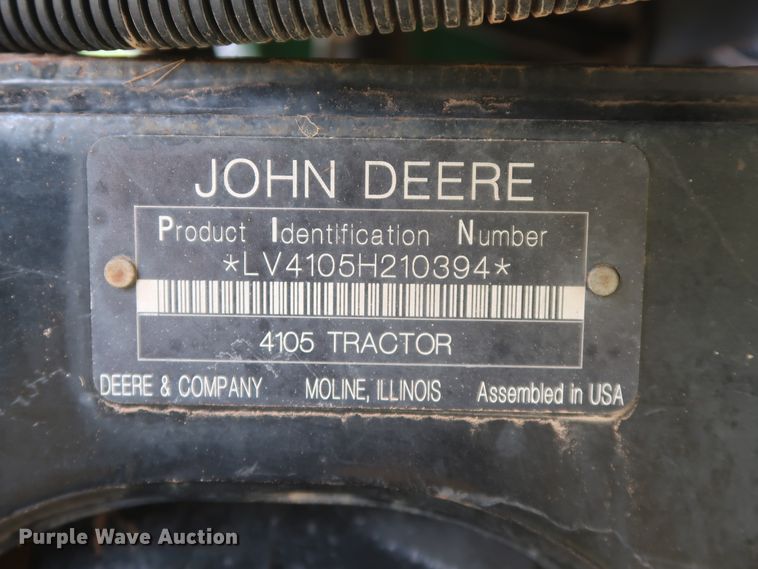 JOHN DEERE
Product Identification Number
*LV4105H210394*
4105 TRACTOR
DEERE & COMPANY MOLINE, ILLINOIS Assembled in USA
Purple Wave Auction